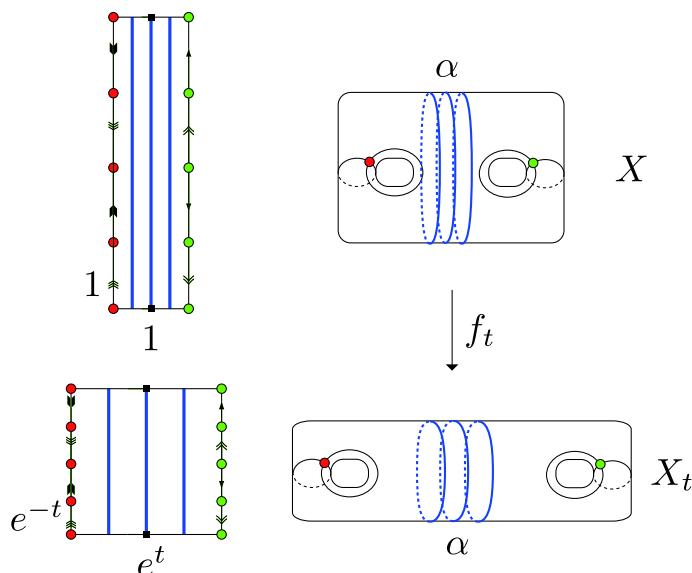 α
X
1
1
f_t
e^{-t}
e^t
X_t
α